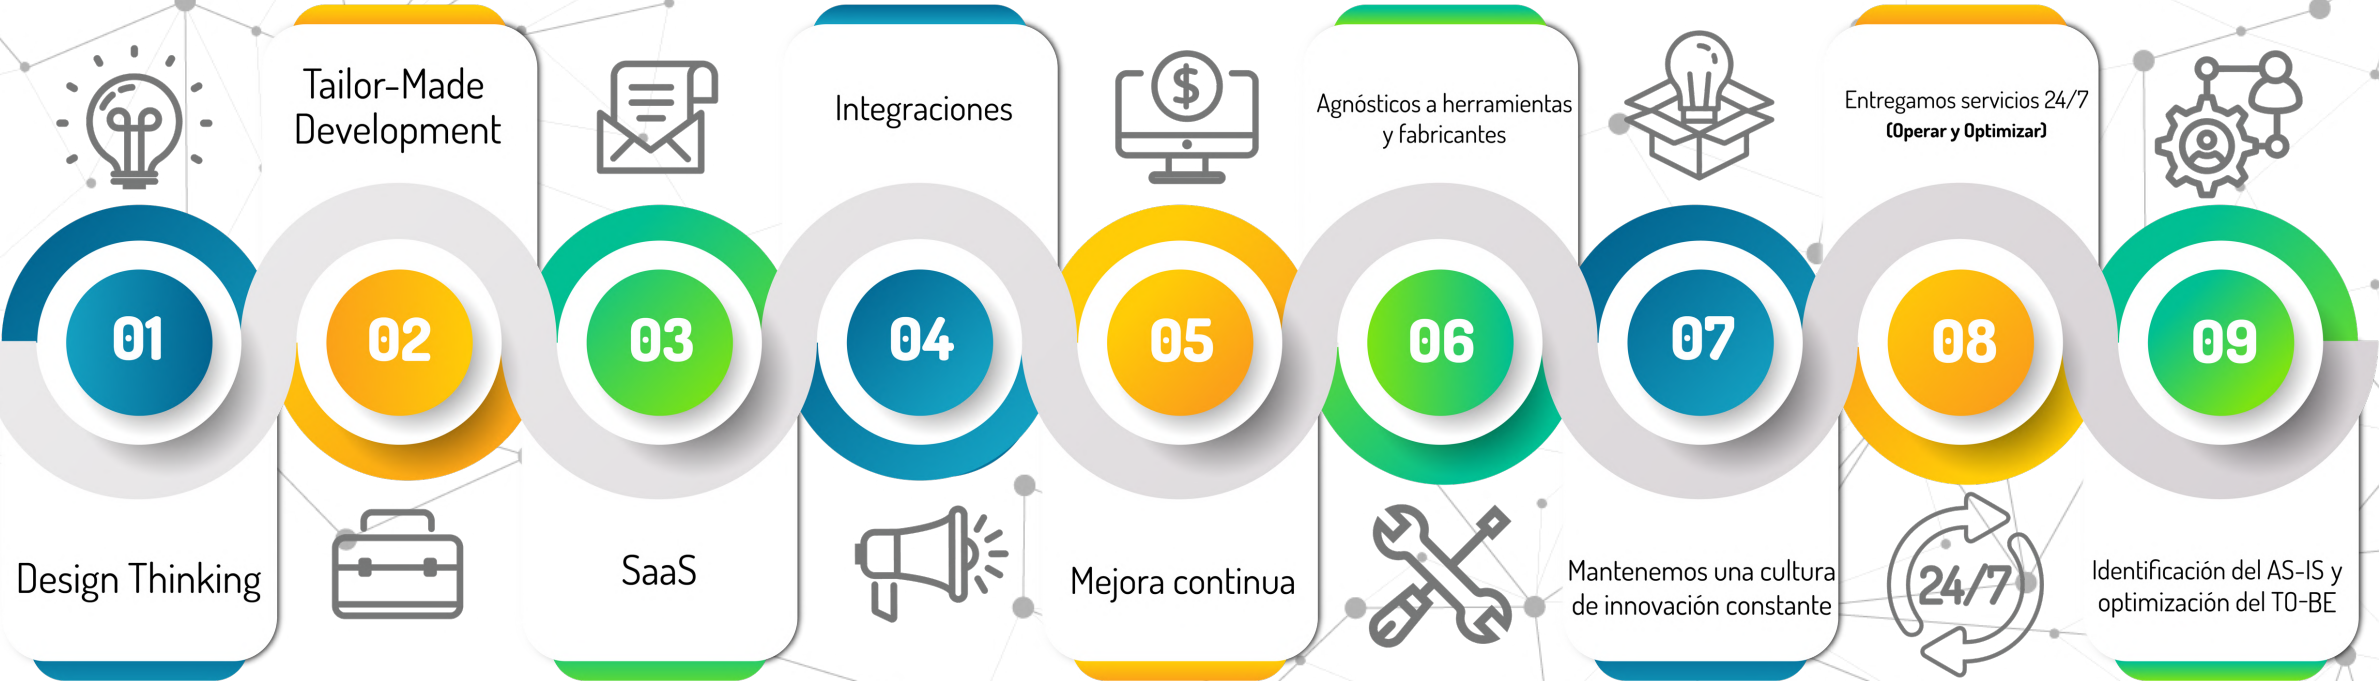 01
Design Thinking
Tailor-Made
Development
02
03
SaaS
Integraciones
04
$
05
Mejora continua
Agnósticos a herramientas
y fabricantes
06
07
Mantenemos una cultura
de innovación constante
Entregamos servicios 24/7
(Operar y Optimizar)
08
24/7
09
Identificación del AS-IS y
optimización del TO-BE